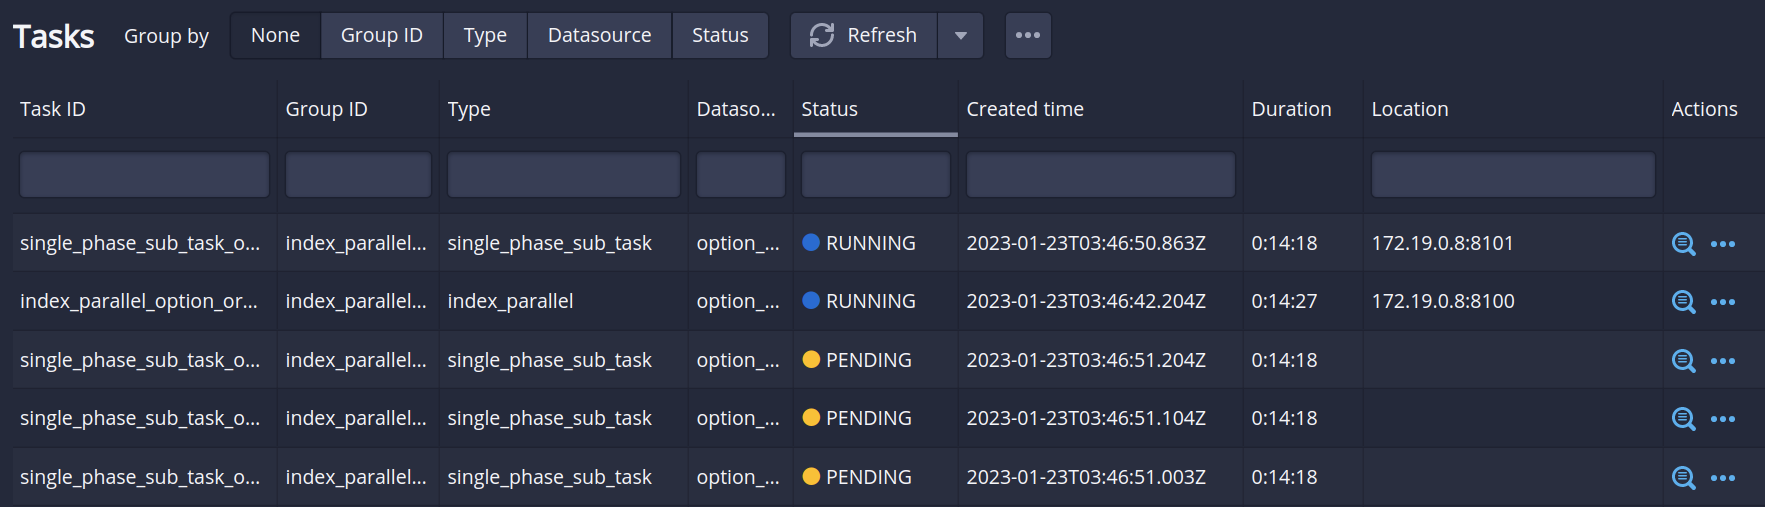 Tasks Group by None Group ID Type Datasource Status Refresh
Task ID Group ID Type Dataso... Status Created time Duration Location Actions
single_phase_sub_task_o... index_parallel... single_phase_sub_task option_... RUNNING 2023-01-23T03:46:50.863Z 0:14:18 172.19.0.8:8101
index_parallel_option_or... index_parallel... index_parallel option_... RUNNING 2023-01-23T03:46:42.204Z 0:14:27 172.19.0.8:8100
single_phase_sub_task_o... index_parallel... single_phase_sub_task option_... PENDING 2023-01-23T03:46:51.204Z 0:14:18
single_phase_sub_task_o... index_parallel... single_phase_sub_task option_... PENDING 2023-01-23T03:46:51.104Z 0:14:18
single_phase_sub_task_o... index_parallel... single_phase_sub_task option_... PENDING 2023-01-23T03:46:51.003Z 0:14:18